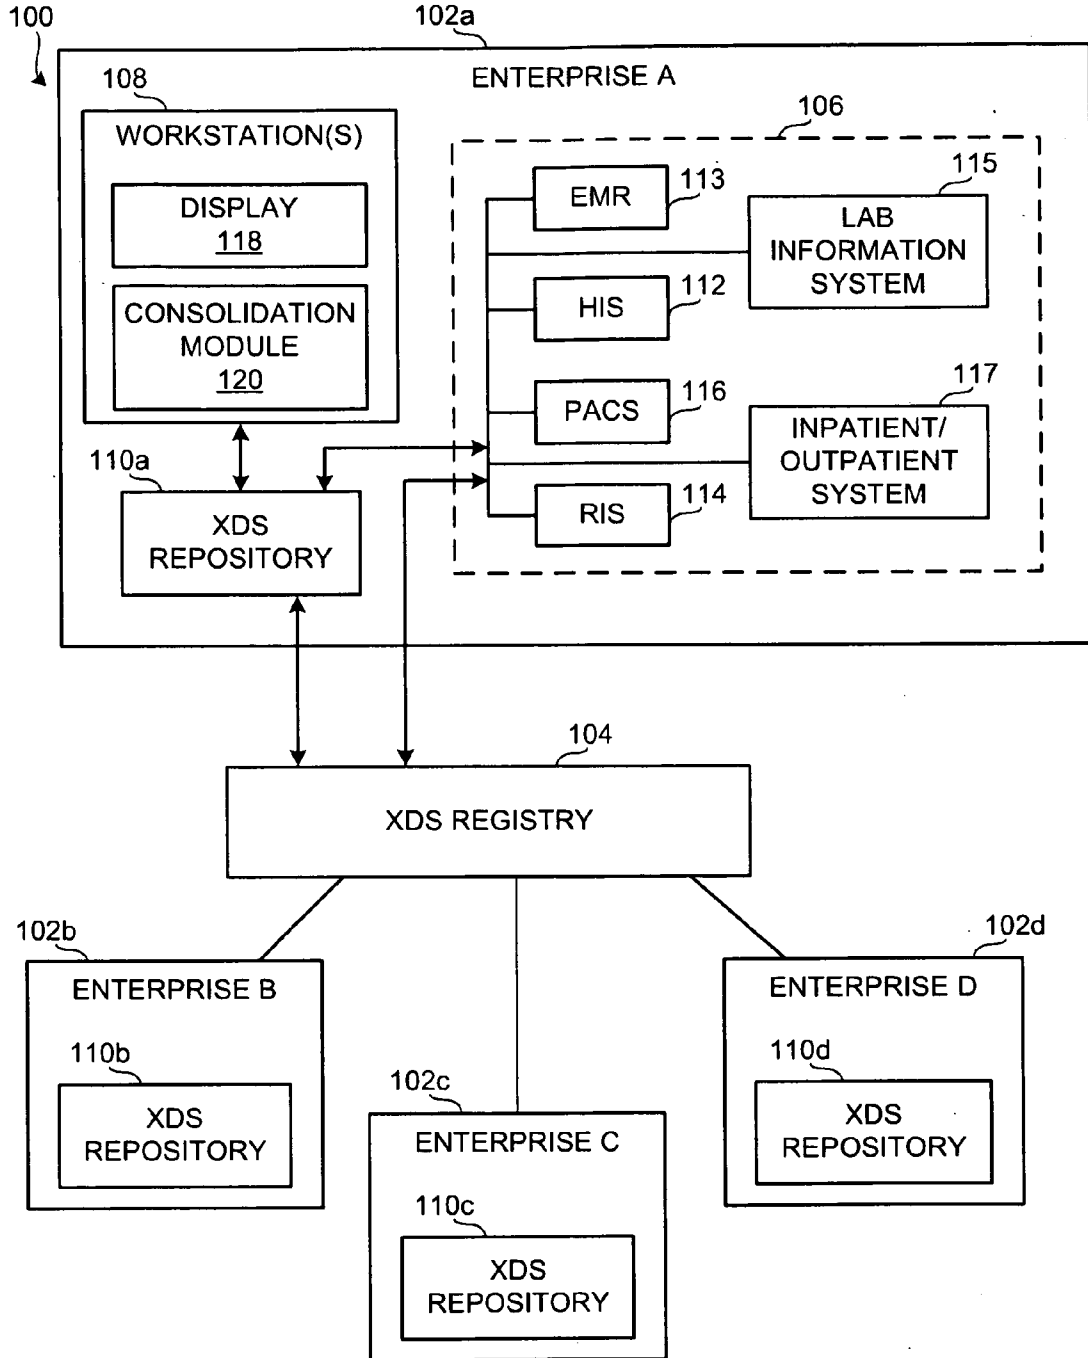 100
102a
ENTERPRISE A
108
WORKSTATION(S)
DISPLAY
118
CONSOLIDATION
MODULE
120
106
EMR
113
115
LAB
INFORMATION
SYSTEM
HIS
112
PACS
116
117
INPATIENT/
OUTPATIENT
SYSTEM
RIS
114
110a
XDS
REPOSITORY
104
XDS REGISTRY
102b
ENTERPRISE B
110b
XDS
REPOSITORY
102c
ENTERPRISE C
110c
XDS
REPOSITORY
102d
ENTERPRISE D
110d
XDS
REPOSITORY